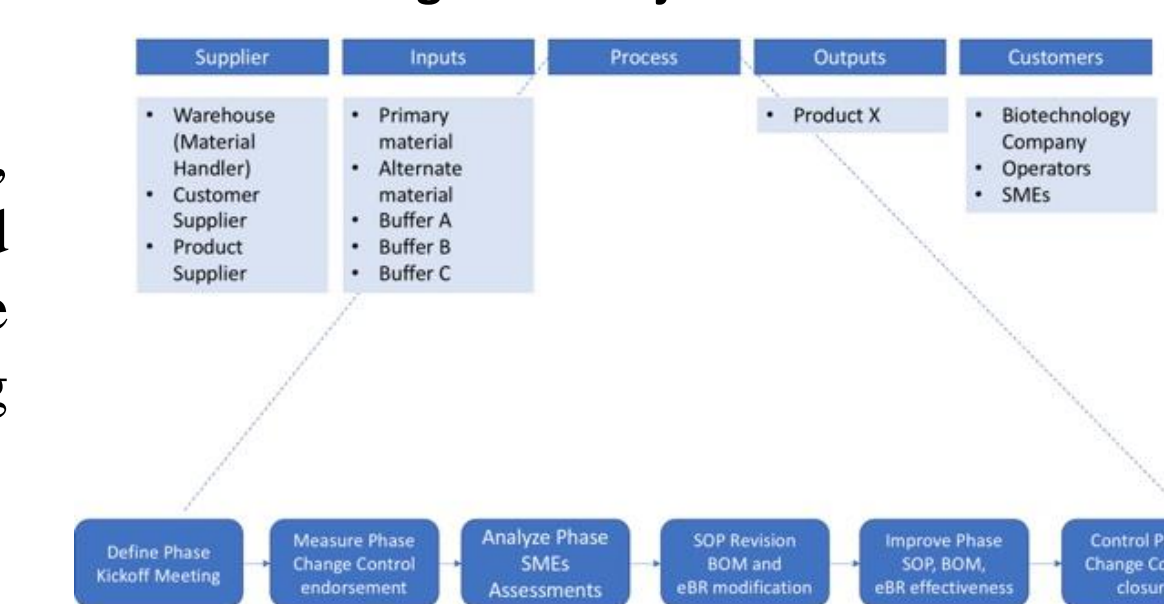 Supplier
Inputs
Process
Outputs
Customers
• Warehouse
(Material
Handler)
• Customer
Supplier
• Product
Supplier
• Primary
material
• Alternate
material
• Buffer A
• Buffer B
• Buffer C
• Product X
• Biotechnology
Company
• Operators
• SMEs
Define Phase
Kickoff Meeting
Measure Phase
Change Control
endorsement
Analyze Phase
SMEs
Assessments
SOP Revision
BOM and
eBR modification
Improve Phase
SOP, BOM,
eBR effectiveness
Control
Change